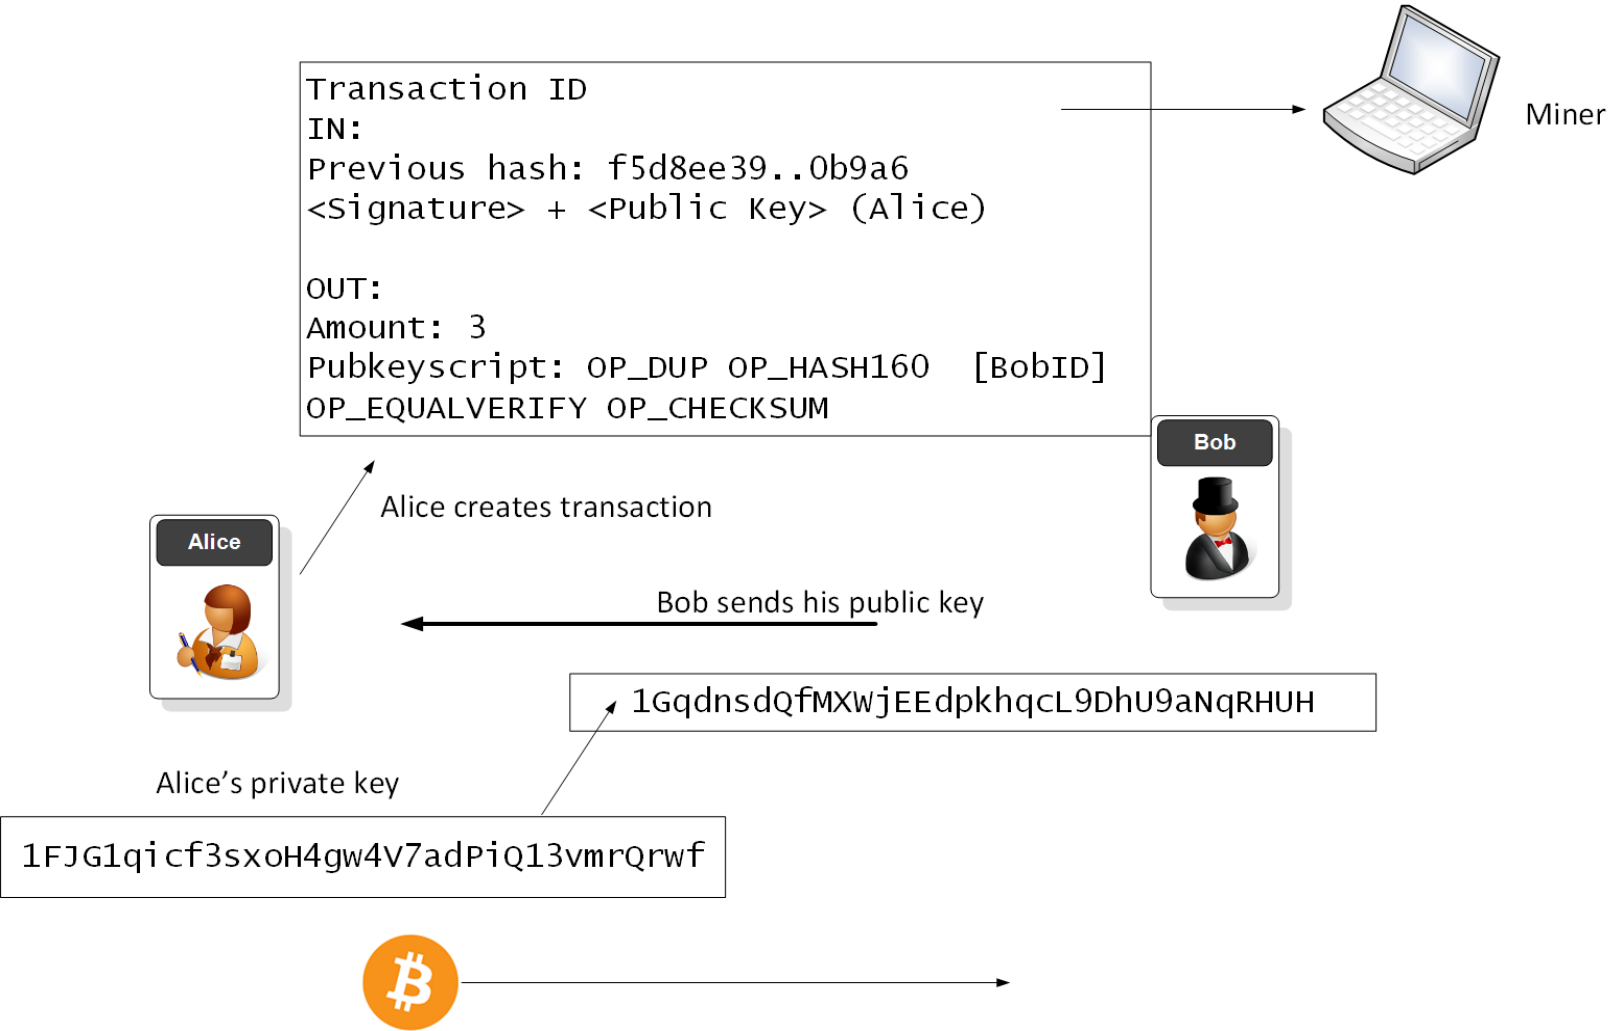 Transaction ID
IN:
Previous hash: f5d8ee39..0b9a6
<Signature> + <Public Key> (Alice)
OUT:
Amount: 3
Pubkeyscript: OP_DUP OP_HASH160 [BobID]
OP_EQUALVERIFY OP_CHECKSUM
Miner
Bob
Alice creates transaction
Alice
Bob sends his public key
1GqdnsdQfMXWjEEdpkhqcL9DhU9aNqRHUH
Alice’s private key
1FJG1qicf3sxoH4gw4V7adPiQ13vmrQrwf